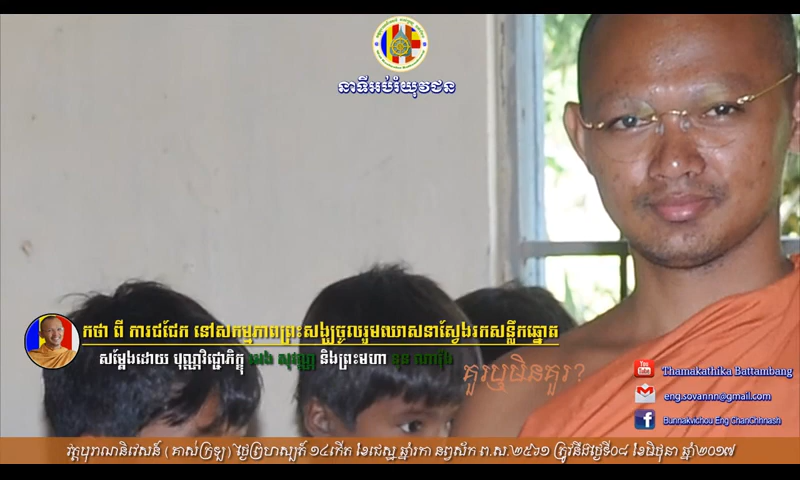 នាទីអប់រំយុវជន
កថា ពី ការជជែក នៅសកម្មភាពព្រះសង្ឃចូលរួមឃោសនាស្វែងរកសន្លឹកឆ្នោត
សម្ដែងដោយ បុណ្ណវិជ្ជោភិក្ខុ អេង សុវណ្ណ និងព្រះមហា
គួរឬមិនគួរ?
Thamakathika Battambang
eng.sovannn@gmail.com
Bunnakvichou Eng ChanChhnash
វត្តបុរាណនិវេសន៍ ( គាស់ក្រឡ ) ថ្ងៃព្រហស្បតិ៍ ១៤កើត ខែជេស្ឋ ឆ្នាំរកា នព្វស័ក ព.ស. ២៥៦១ ត្រូវនឹងថ្ងៃទី០៨ ខែមិថុនា ឆ្នាំ២០១៧